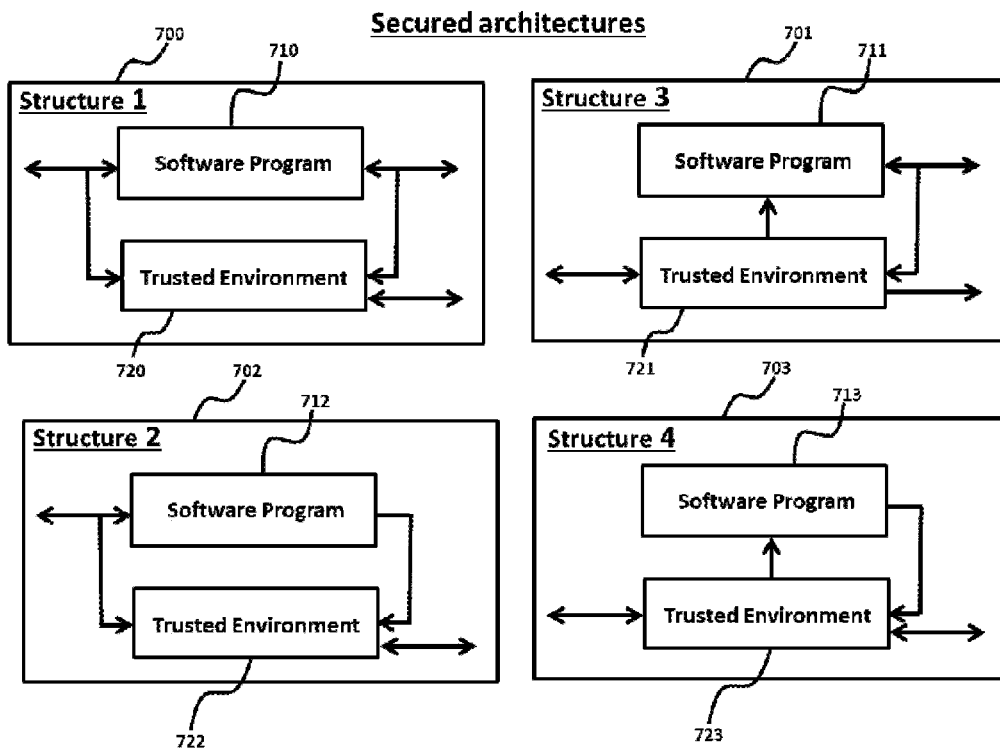 Secured architectures
700
710
701
711
Structure 1
Software Program
Trusted Environment
720
Structure 3
Software Program
Trusted Environment
721
702
712
703
713
Structure 2
Software Program
Trusted Environment
722
Structure 4
Software Program
Trusted Environment
723